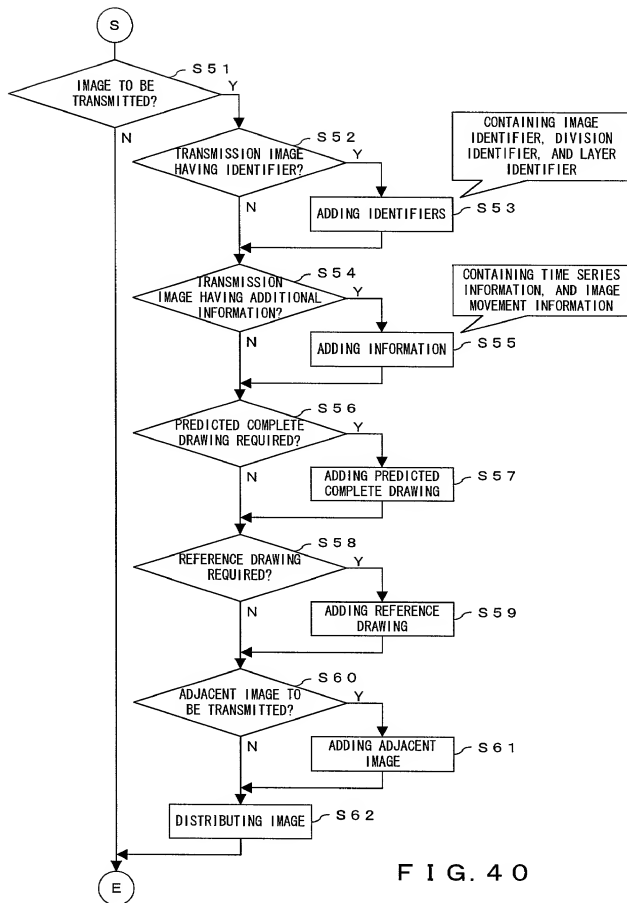 S
S51
IMAGE TO BE
TRANSMITTED?
Y
N
S52
TRANSMISSION IMAGE
HAVING IDENTIFIER?
Y
N
CONTAINING IMAGE
IDENTIFIER, DIVISION
IDENTIFIER, AND LAYER
IDENTIFIER
ADDING IDENTIFIERS
S53
S54
TRANSMISSION
IMAGE HAVING ADDITIONAL
INFORMATION?
Y
N
CONTAINING TIME SERIES
INFORMATION, AND IMAGE
MOVEMENT INFORMATION
ADDING INFORMATION
S55
S56
PREDICTED COMPLETE
DRAWING REQUIRED?
Y
N
ADDING PREDICTED
COMPLETE DRAWING
S57
S58
REFERENCE DRAWING
REQUIRED?
Y
N
ADDING REFERENCE
DRAWING
S59
S60
ADJACENT IMAGE TO
BE TRANSMITTED?
Y
N
ADDING ADJACENT
IMAGE
S61
DISTRIBUTING IMAGE
S62
E
FIG. 40